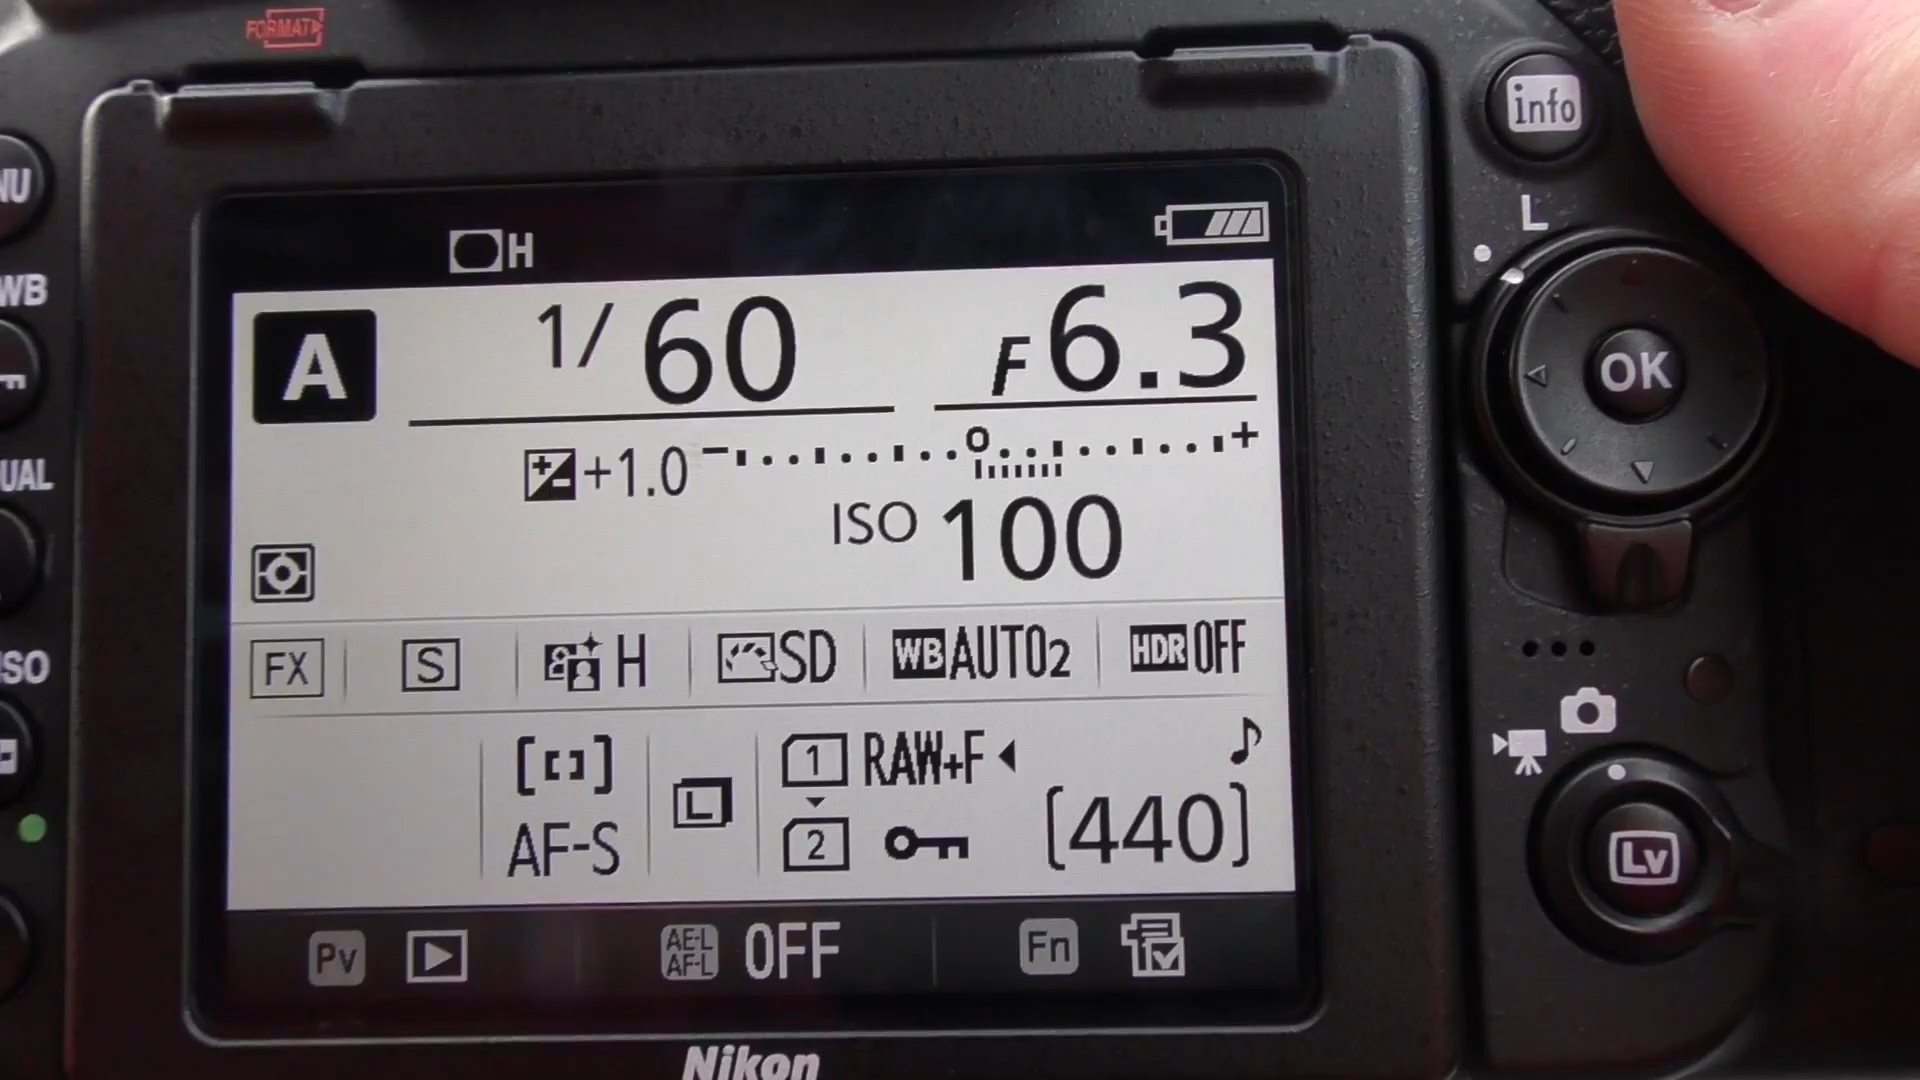 FORMAT
info
L
NU
H
A 1/60 F6.3
WB
+1.0 - 0 +
OK
UAL
ISO 100
ISO
FX S H SD WB AUTO2 HDR OFF
1 RAW+F
L
AF-S 2 [440]
Lv
Pv AE-L AF-L OFF Fn
Nikon